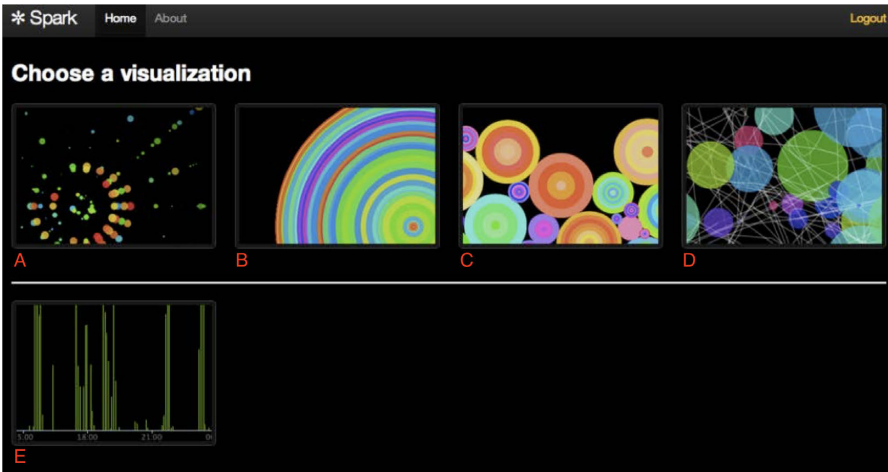 ✻ Spark Home About Logout
Choose a visualization
A B C D
18:00 21:00
E